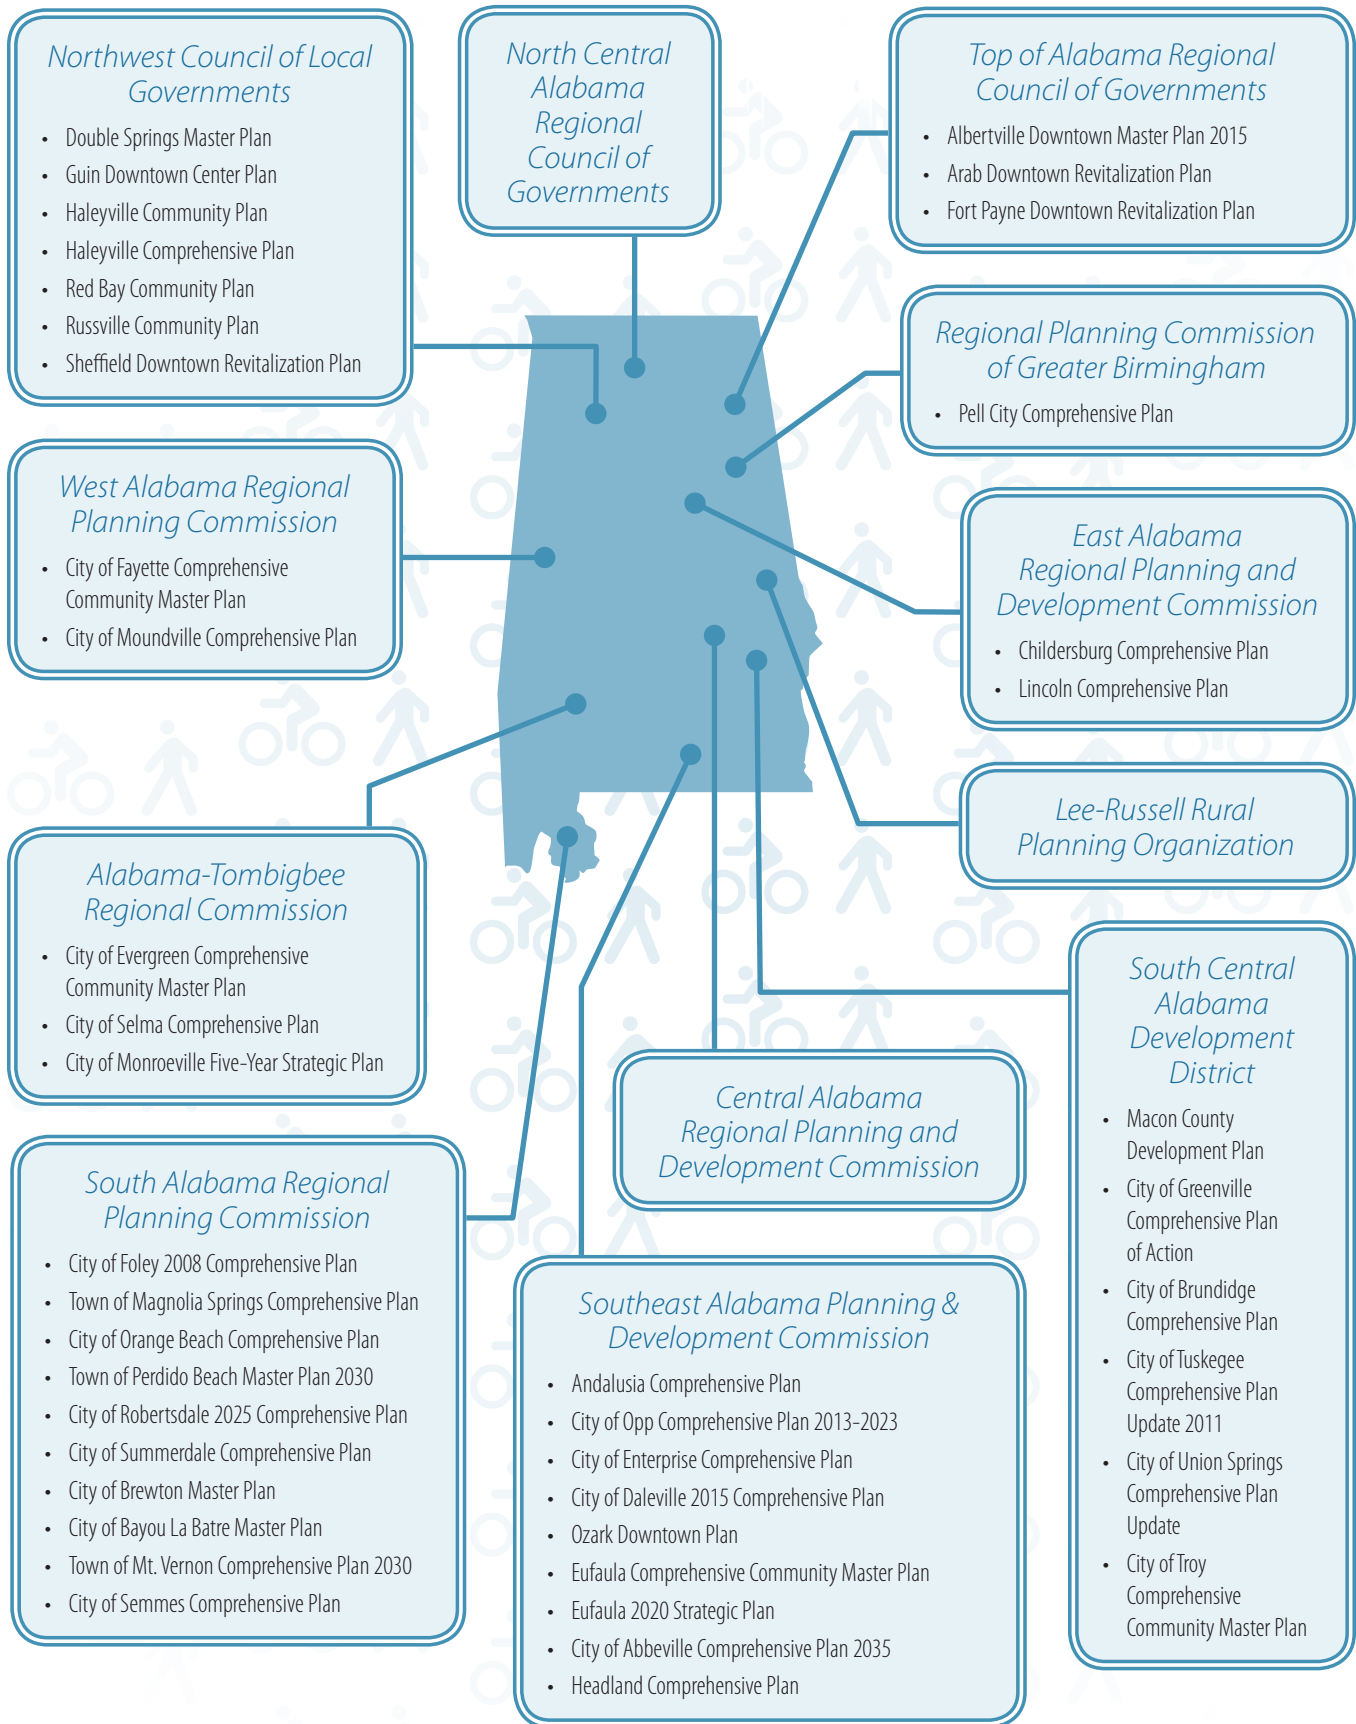 Northwest Council of Local
Governments
• Double Springs Master Plan
• Guin Downtown Center Plan
• Haleyville Community Plan
• Haleyville Comprehensive Plan
• Red Bay Community Plan
• Russville Community Plan
• Sheffield Downtown Revitalization Plan
North Central
Alabama
Regional
Council of
Governments
Top of Alabama Regional
Council of Governments
• Albertville Downtown Master Plan 2015
• Arab Downtown Revitalization Plan
• Fort Payne Downtown Revitalization Plan
Regional Planning Commission
of Greater Birmingham
• Pell City Comprehensive Plan
West Alabama Regional
Planning Commission
• City of Fayette Comprehensive
Community Master Plan
• City of Moundville Comprehensive Plan
East Alabama
Regional Planning and
Development Commission
• Childersburg Comprehensive Plan
• Lincoln Comprehensive Plan
Lee-Russell Rural
Planning Organization
Alabama-Tombigbee
Regional Commission
• City of Evergreen Comprehensive
Community Master Plan
• City of Selma Comprehensive Plan
• City of Monroeville Five-Year Strategic Plan
South Central
Alabama
Development
District
• Macon County
Development Plan
• City of Greenville
Comprehensive Plan
of Action
• City of Brundidge
Comprehensive Plan
• City of Tuskegee
Comprehensive Plan
Update 2011
• City of Union Springs
Comprehensive Plan
Update
• City of Troy
Comprehensive
Community Master Plan
Central Alabama
Regional Planning and
Development Commission
South Alabama Regional
Planning Commission
• City of Foley 2008 Comprehensive Plan
• Town of Magnolia Springs Comprehensive Plan
• City of Orange Beach Comprehensive Plan
• Town of Perdido Beach Master Plan 2030
• City of Robertsdale 2025 Comprehensive Plan
• City of Summerdale Comprehensive Plan
• City of Brewton Master Plan
• City of Bayou La Batre Master Plan
• Town of Mt. Vernon Comprehensive Plan 2030
• City of Semmes Comprehensive Plan
Southeast Alabama Planning &
Development Commission
• Andalusia Comprehensive Plan
• City of Opp Comprehensive Plan 2013-2023
• City of Enterprise Comprehensive Plan
• City of Daleville 2015 Comprehensive Plan
• Ozark Downtown Plan
• Eufaula Comprehensive Community Master Plan
• Eufaula 2020 Strategic Plan
• City of Abbeville Comprehensive Plan 2035
• Headland Comprehensive Plan